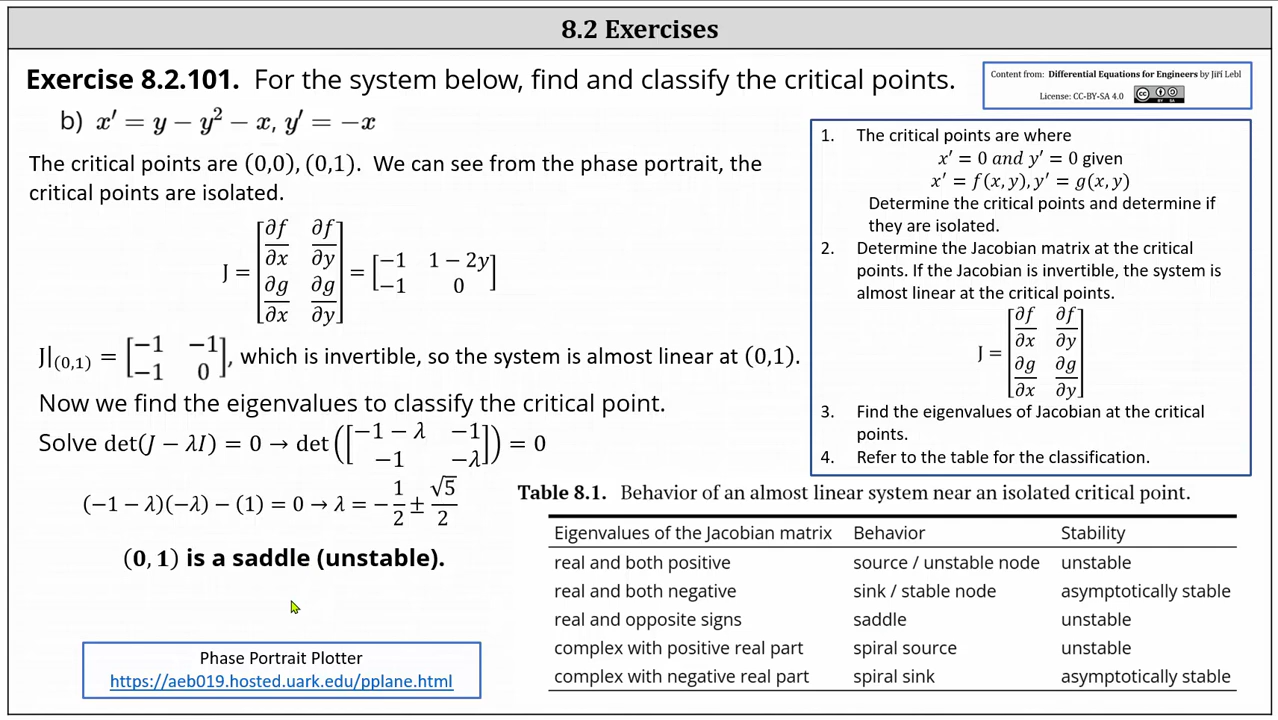 8.2 Exercises
Exercise 8.2.101. For the system below, find and classify the critical points.
Content from: Differential Equations for Engineers by Jiří Lebl
License: CC-BY-SA 4.0
CC BY SA
b) x′ = y − y² − x, y′ = −x
The critical points are (0,0), (0,1). We can see from the phase portrait, the
critical points are isolated.
J = [∂f/∂x ∂f/∂y; ∂g/∂x ∂g/∂y] = [−1 1 − 2y; −1 0]
J|(0,1) = [−1 −1; −1 0], which is invertible, so the system is almost linear at (0,1).
Now we find the eigenvalues to classify the critical point.
Solve det(J − λI) = 0 → det([−1 − λ −1; −1 −λ]) = 0
(−1 − λ)(−λ) − (1) = 0 → λ = −1/2 ± √5/2
(0, 1) is a saddle (unstable).
Phase Portrait Plotter
https://aeb019.hosted.uark.edu/pplane.html
1. The critical points are where
x′ = 0 and y′ = 0 given
x′ = f(x,y), y′ = g(x,y)
Determine the critical points and determine if
they are isolated.
2. Determine the Jacobian matrix at the critical
points. If the Jacobian is invertible, the system is
almost linear at the critical points.
J = [∂f/∂x ∂f/∂y; ∂g/∂x ∂g/∂y]
3. Find the eigenvalues of Jacobian at the critical
points.
4. Refer to the table for the classification.
Table 8.1. Behavior of an almost linear system near an isolated critical point.
Eigenvalues of the Jacobian matrix Behavior Stability
real and both positive source / unstable node unstable
real and both negative sink / stable node asymptotically stable
real and opposite signs saddle unstable
complex with positive real part spiral source unstable
complex with negative real part spiral sink asymptotically stable